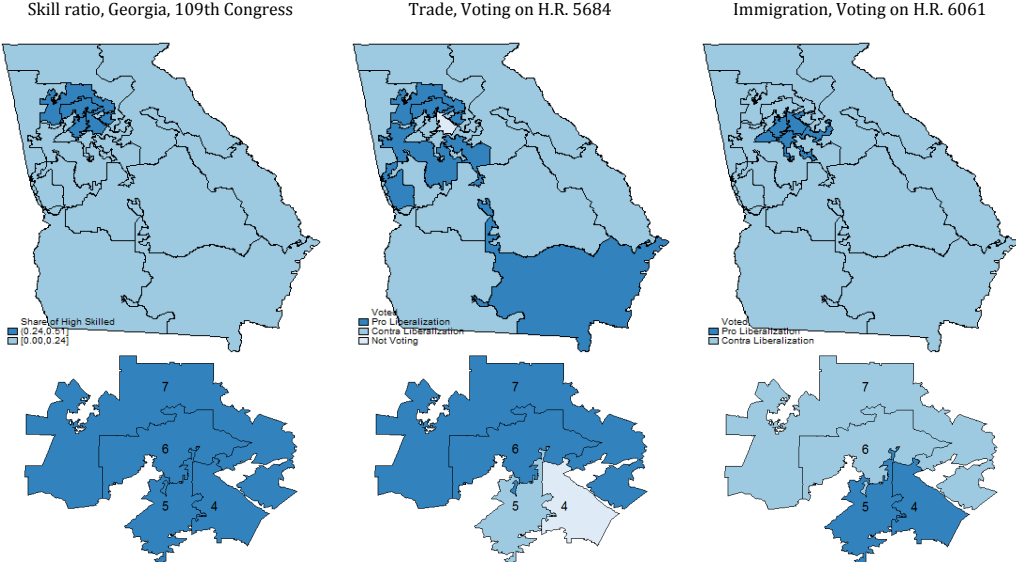 Skill ratio, Georgia, 109th Congress
Trade, Voting on H.R. 5684
Immigration, Voting on H.R. 6061
Share of High Skilled
(0.24,0.51]
[0.00,0.24]
Voted
Pro Liberalization
Contra Liberalization
Not Voting
Voted
Pro Liberalization
Contra Liberalization
7
6
5
4
7
6
5
4
7
6
5
4